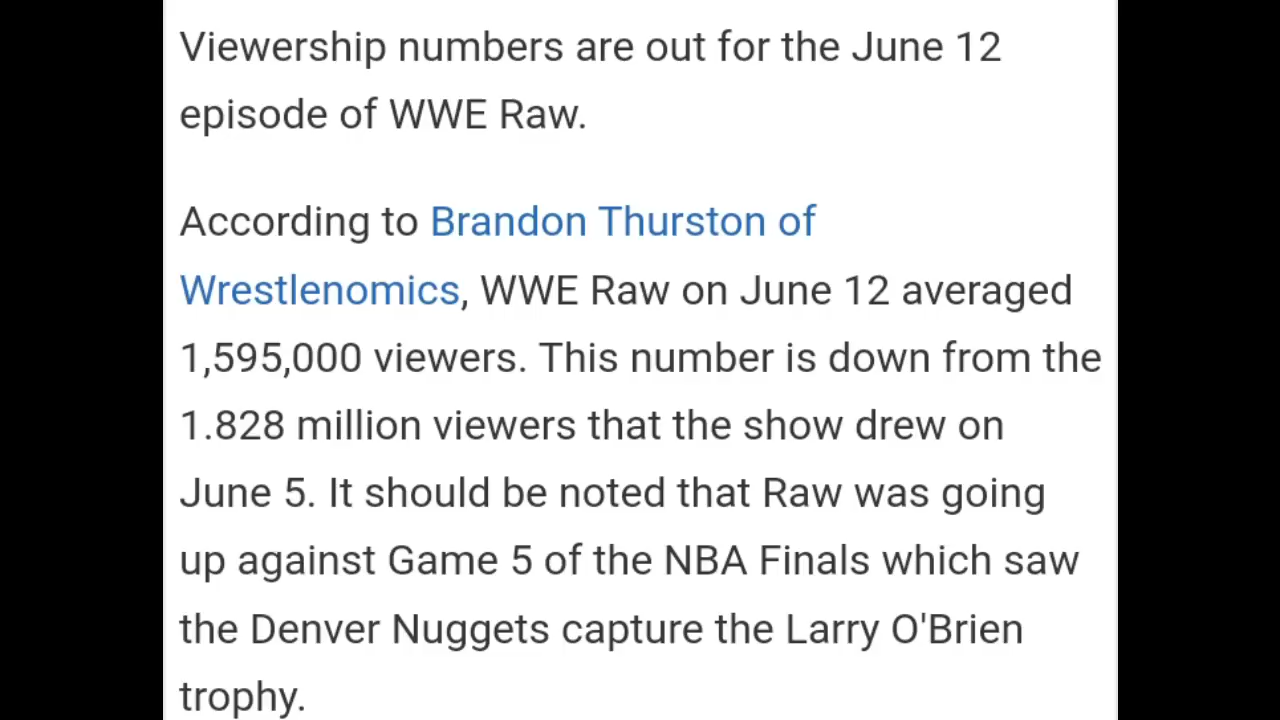 Viewership numbers are out for the June 12
episode of WWE Raw.
According to Brandon Thurston of
Wrestlenomics, WWE Raw on June 12 averaged
1,595,000 viewers. This number is down from the
1.828 million viewers that the show drew on
June 5. It should be noted that Raw was going
up against Game 5 of the NBA Finals which saw
the Denver Nuggets capture the Larry O'Brien
trophy.